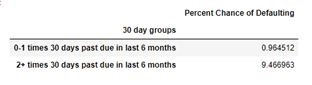 Percent Chance of Defaulting
30 day groups
0-1 times 30 days past due in last 6 months 0.964512
2+ times 30 days past due in last 6 months 9.466963